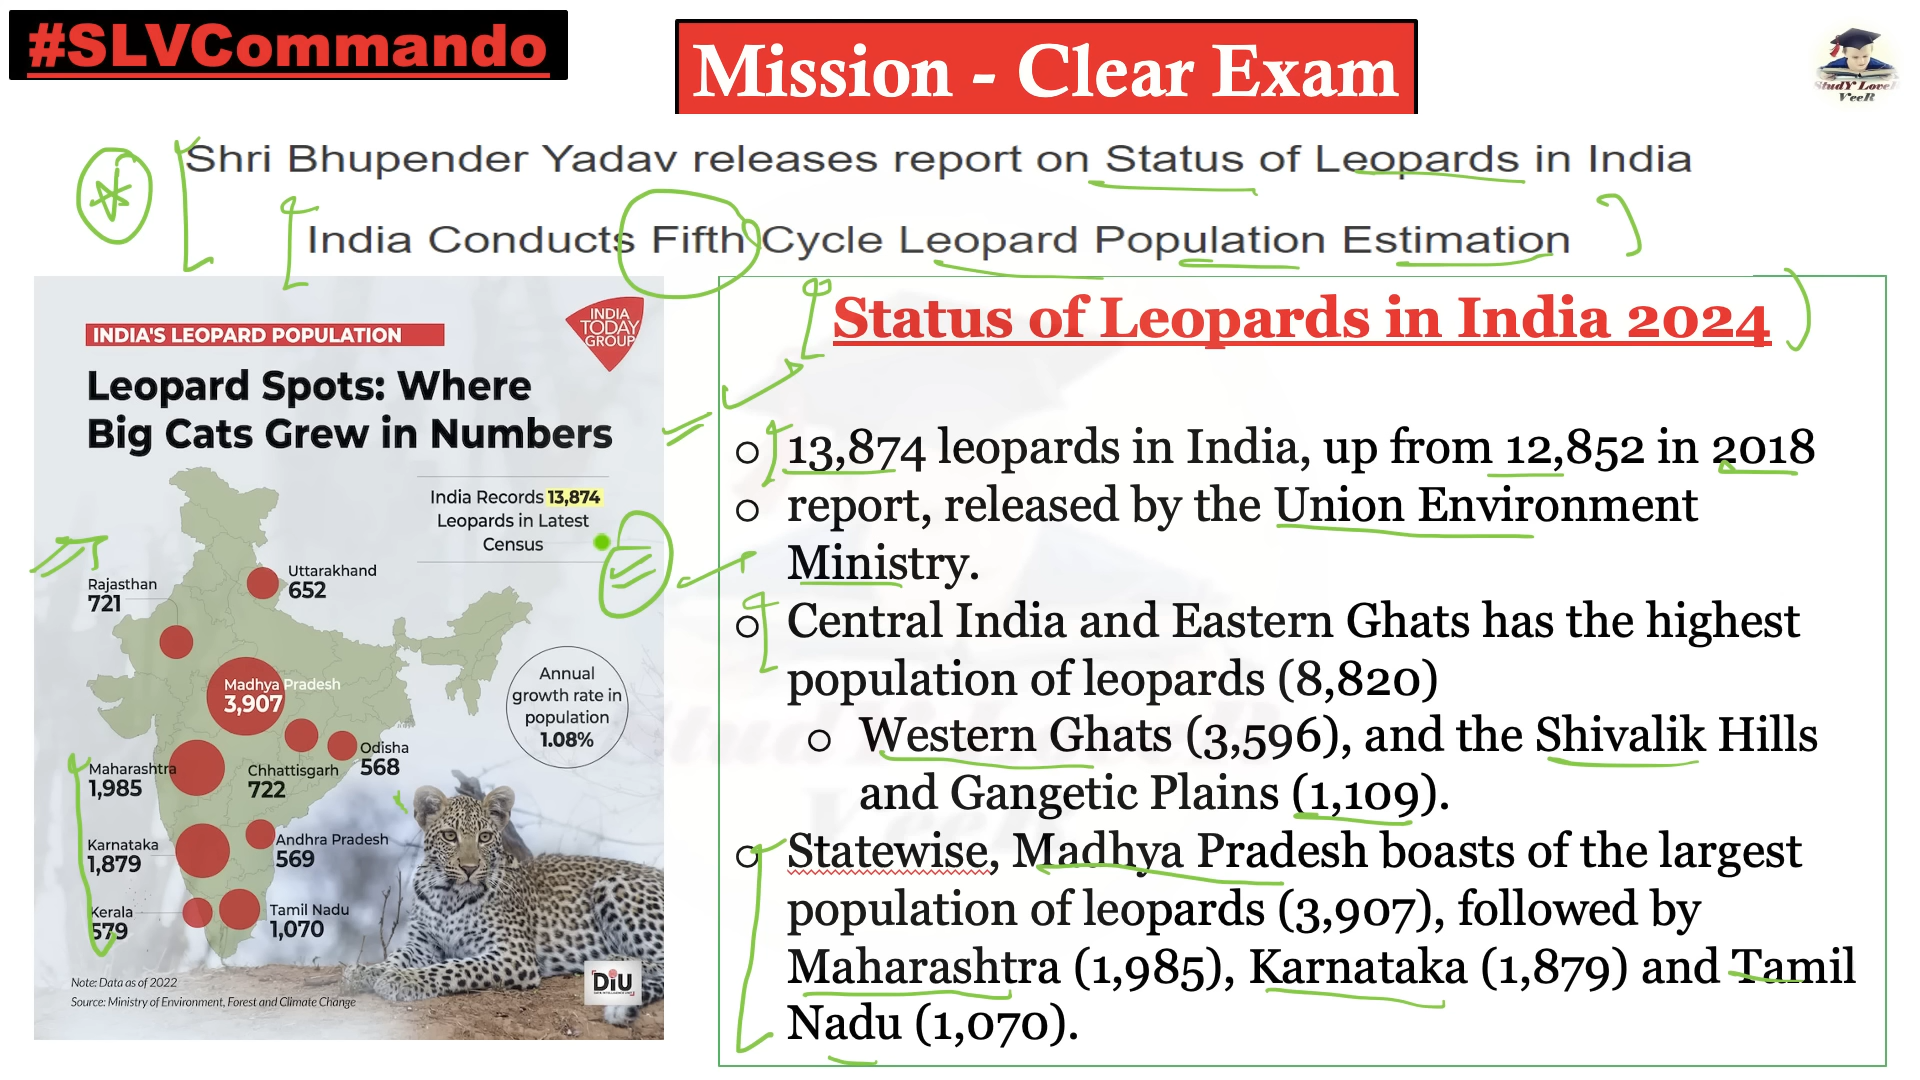 #SLVCommando
Mission - Clear Exam
StudY LoveR
VeeR
Shri Bhupender Yadav releases report on Status of Leopards in India
India Conducts Fifth Cycle Leopard Population Estimation
INDIA'S LEOPARD POPULATION
INDIA
TODAY
GROUP
Leopard Spots: Where
Big Cats Grew in Numbers
India Records 13,874
Leopards in Latest
Census
Uttarakhand
652
Rajasthan
721
Madhya Pradesh
3,907
Annual
growth rate in
population
1.08%
Odisha
568
Maharashtra
1,985
Chhattisgarh
722
Karnataka
1,879
Andhra Pradesh
569
Kerala
579
Tamil Nadu
1,070
Note: Data as of 2022
Source: Ministry of Environment, Forest and Climate Change
DiU
Status of Leopards in India 2024
13,874 leopards in India, up from 12,852 in 2018
report, released by the Union Environment
Ministry.
Central India and Eastern Ghats has the highest
population of leopards (8,820)
Western Ghats (3,596), and the Shivalik Hills
and Gangetic Plains (1,109).
Statewise, Madhya Pradesh boasts of the largest
population of leopards (3,907), followed by
Maharashtra (1,985), Karnataka (1,879) and Tamil
Nadu (1,070).